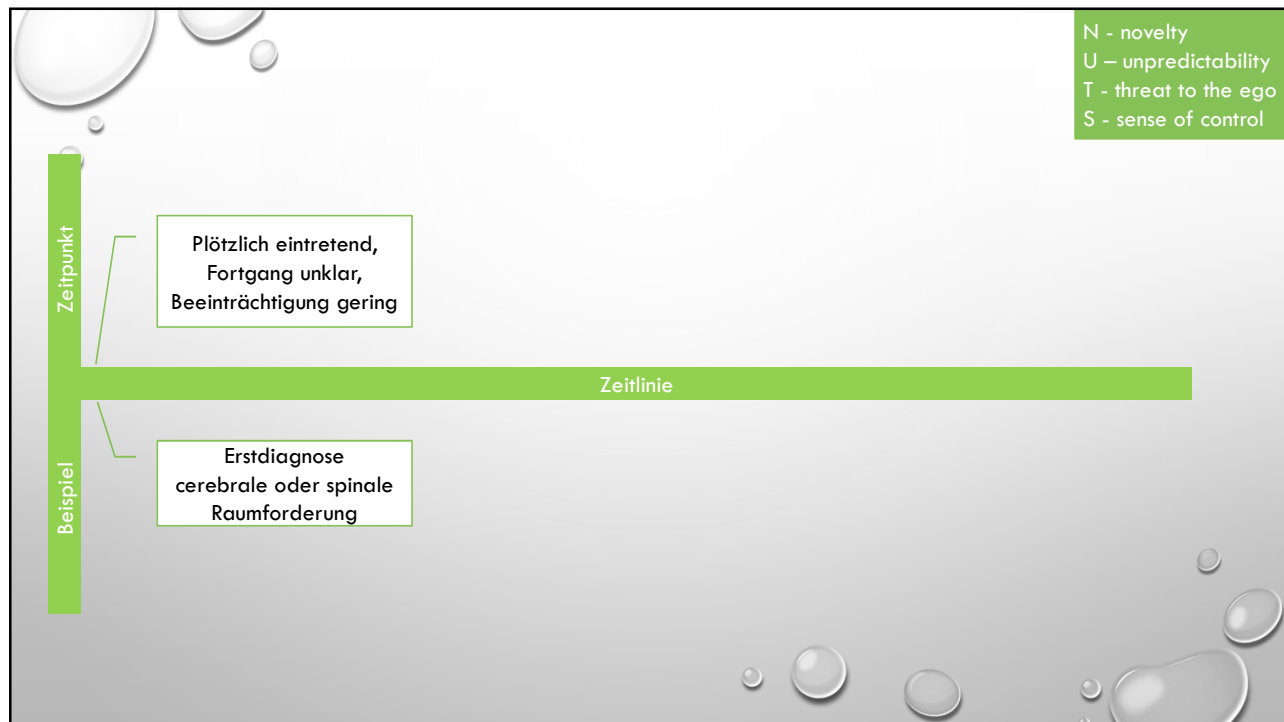 N - novelty
U – unpredictability
T - threat to the ego
S - sense of control
Zeitpunkt
Plötzlich eintretend,
Fortgang unklar,
Beeinträchtigung gering
Zeitlinie
Beispiel
Erstdiagnose
cerebrale oder spinale
Raumforderung